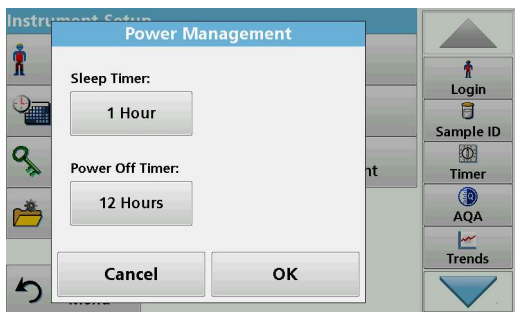 Instrument Setup
Power Management
Sleep Timer:
1 Hour
Power Off Timer:
12 Hours
Cancel
OK
Login
Sample ID
Timer
AQA
Trends